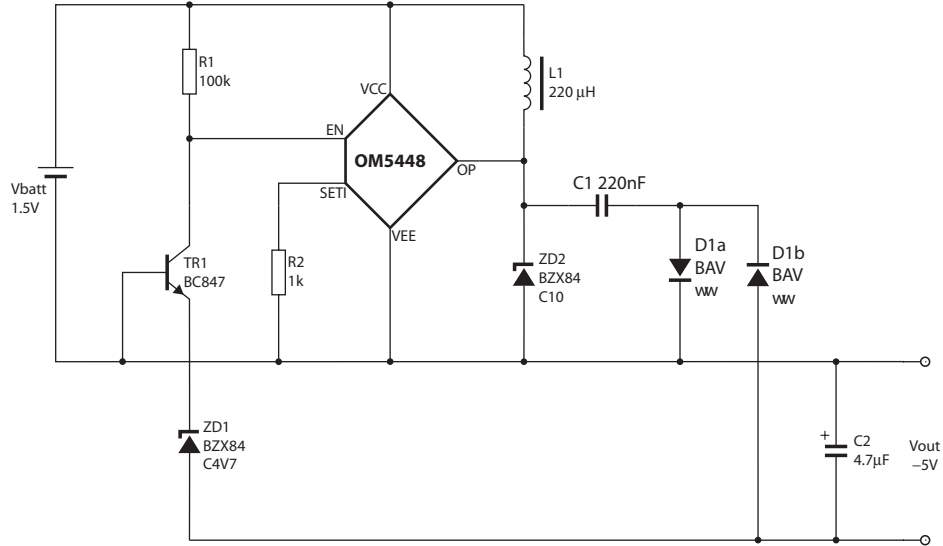 R1
100k
VCC
L1
220 μH
EN
OM5448
OP
Vbatt
1.5V
SETI
C1 220nF
VEE
TR1
BC847
R2
1k
ZD2
BZX84
C10
D1a
BAV
ww
D1b
BAV
ww
ZD1
BZX84
C4V7
+
C2
4.7μF
Vout
–5V